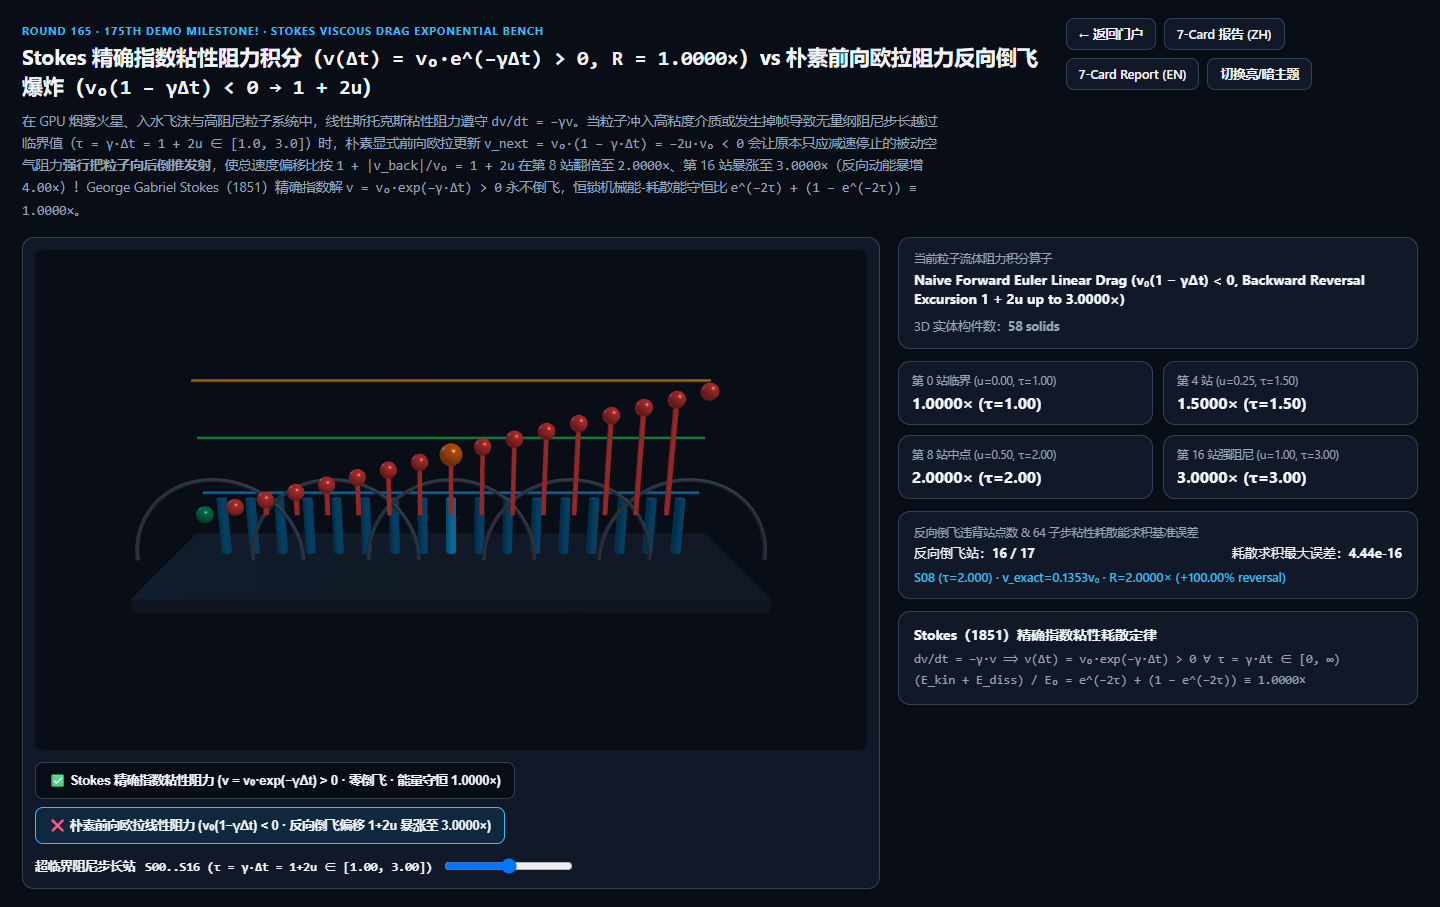 ROUND 165 · 175TH DEMO MILESTONE! · STOKES VISCOUS DRAG EXPONENTIAL BENCH
Stokes 精确指数粘性阻力积分（v(Δt) = v₀·e^(−γΔt) > 0, R = 1.0000×）vs 朴素前向欧拉阻力反向倒飞
爆炸（v₀(1 − γΔt) < 0 → 1 + 2u）
← 返回门户
7-Card 报告 (ZH)
7-Card Report (EN)
切换亮/暗主题
在 GPU 烟雾火星、入水飞沫与高阻尼粒子系统中，线性斯托克斯粘性阻力遵守 dv/dt = −γv。当粒子冲入高粘度介质或发生掉帧导致无量纲阻尼步长越过
临界值（τ = γ·Δt = 1 + 2u ∈ [1.0, 3.0]）时，朴素显式前向欧拉更新 v_next = v₀·(1 − γ·Δt) = −2u·v₀ < 0 会让原本只应减速停止的被动空
气阻力强行把粒子向后倒推发射，使总速度偏移比按 1 + |v_back|/v₀ = 1 + 2u 在第 8 站翻倍至 2.0000×、第 16 站暴涨至 3.0000×（反向动能暴增
4.00×）！George Gabriel Stokes（1851）精确指数解 v = v₀·exp(−γ·Δt) > 0 永不倒飞，恒锁机械能-耗散能守恒比 e^(−2τ) + (1 − e^(−2τ)) ≡
1.0000×。
当前粒子流体阻力积分算子
Naive Forward Euler Linear Drag (v₀(1 − γΔt) < 0, Backward Reversal
Excursion 1 + 2u up to 3.0000×)
3D 实体构件数：58 solids
第 0 站临界 (u=0.00, τ=1.00)
1.0000× (τ=1.00)
第 4 站 (u=0.25, τ=1.50)
1.5000× (τ=1.50)
第 8 站中点 (u=0.50, τ=2.00)
2.0000× (τ=2.00)
第 16 站强阻尼 (u=1.00, τ=3.00)
3.0000× (τ=3.00)
反向倒飞违背站点数 & 64 子步粘性耗散能求积基准误差
反向倒飞站：16 / 17
耗散求积最大误差：4.44e-16
S08 (τ=2.000) · v_exact=0.1353v₀ · R=2.0000× (+100.00% reversal)
Stokes（1851）精确指数粘性耗散定律
dv/dt = −γ·v ⟹ v(Δt) = v₀·exp(−γ·Δt) > 0 ∀ τ = γ·Δt ∈ [0, ∞)
(E_kin + E_diss) / E₀ = e^(−2τ) + (1 − e^(−2τ)) ≡ 1.0000×
✅ Stokes 精确指数粘性阻力 (v = v₀·exp(−γΔt) > 0 · 零倒飞 · 能量守恒 1.0000×)
❌ 朴素前向欧拉线性阻力 (v₀(1−γΔt) < 0 · 反向倒飞偏移 1+2u 暴涨至 3.0000×)
超临界阻尼步长站 S00..S16 (τ = γ·Δt = 1+2u ∈ [1.00, 3.00])